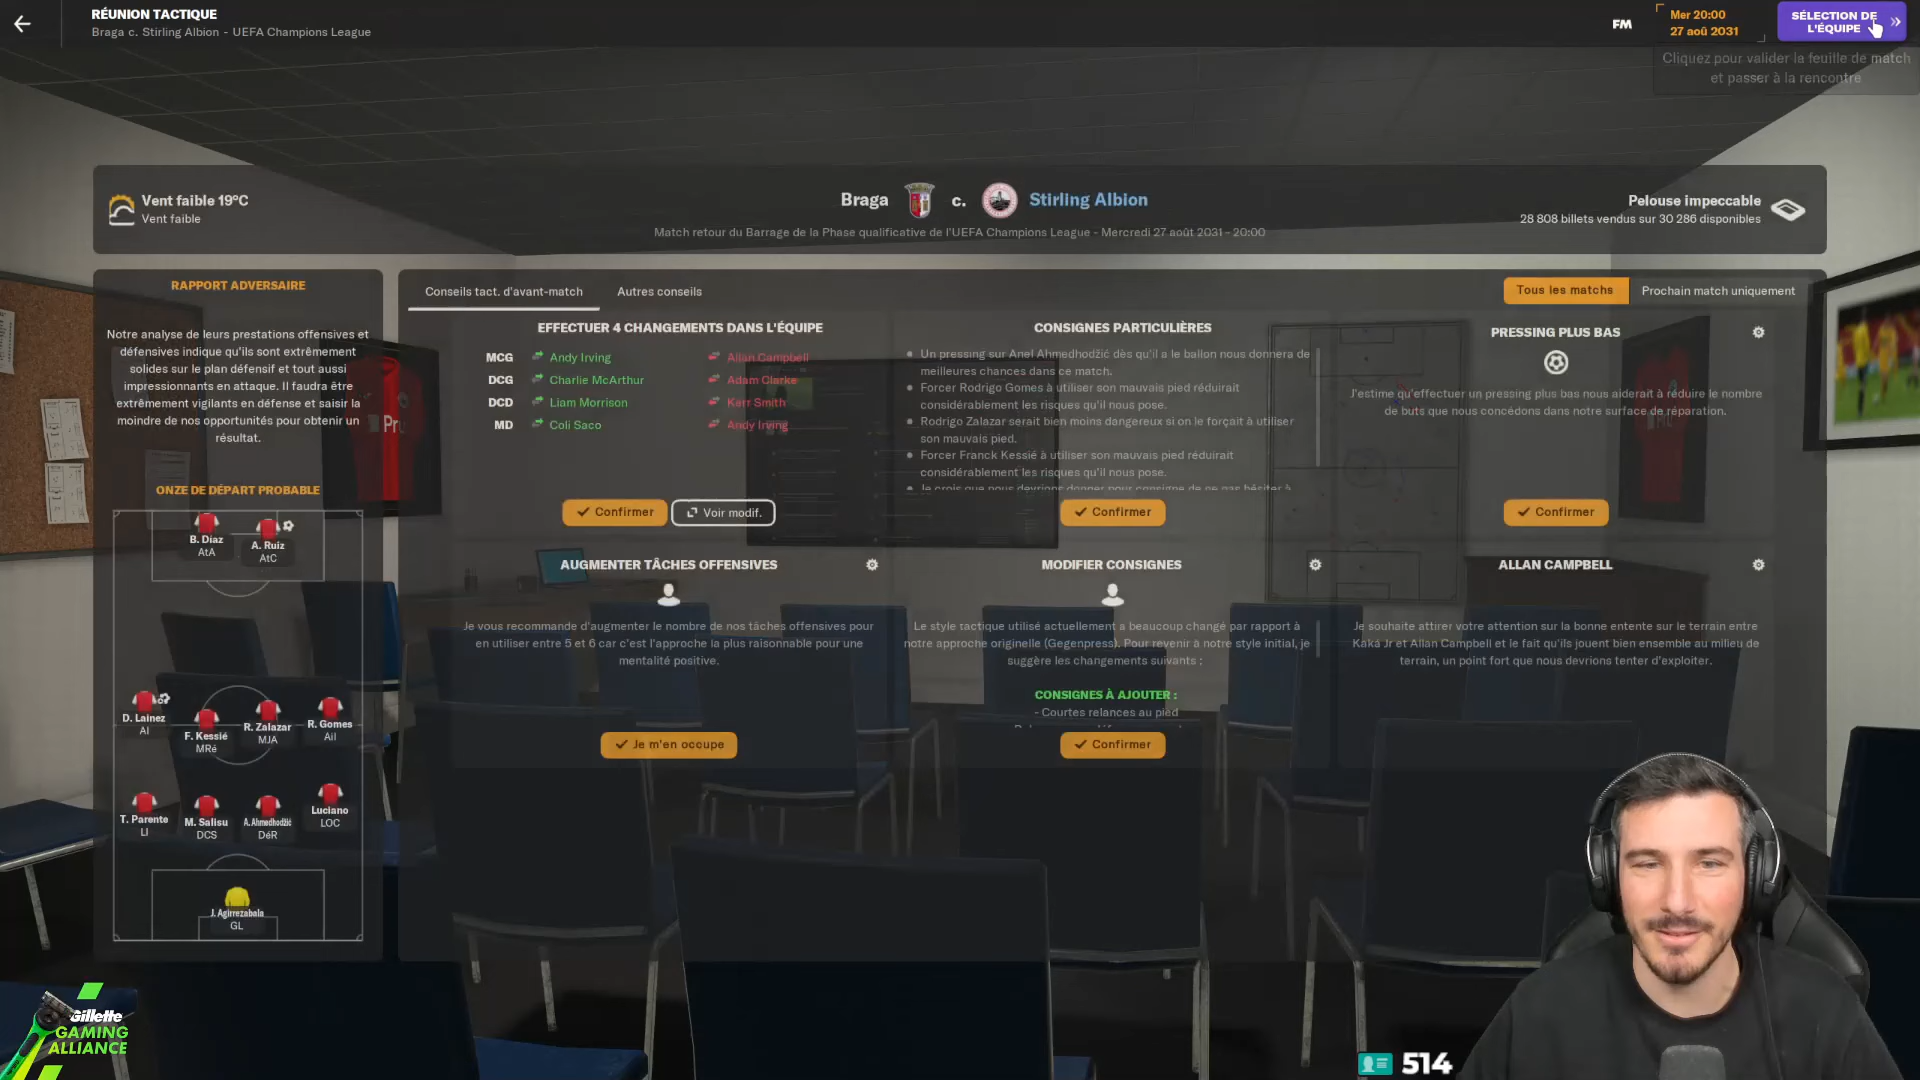 RÉUNION TACTIQUE
Braga c. Stirling Albion - UEFA Champions League
FM
Mer 20:00
27 aoû 2031
SÉLECTION DE
L'ÉQUIPE
Cliquez pour valider la feuille de match
et passer à la rencontre
Vent faible 19°C
Vent faible
Braga c. Stirling Albion
Match retour du Barrage de la Phase qualificative de l'UEFA Champions League - Mercredi 27 août 2031 - 20:00
Pelouse impeccable
28 808 billets vendus sur 30 286 disponibles
RAPPORT ADVERSAIRE
Notre analyse de leurs prestations offensives et
défensives indique qu'ils sont extrêmement
solides sur le plan défensif et tout aussi
impressionnants en attaque. Il faudra être
extrêmement vigilants en défense et saisir la
moindre de nos opportunités pour obtenir un
résultat.
ONZE DE DÉPART PROBABLE
B. Díaz
AtA
A. Ruiz
AtC
D. Lainez
AI
F. Kessié
MRé
R. Zalazar
MJA
R. Gomes
Ail
T. Parente
LI
M. Salisu
DCS
A. Ahmedhodžić
DéR
Luciano
LOC
J. Agirrezabala
GL
Conseils tact. d'avant-match
Autres conseils
Tous les matchs
Prochain match uniquement
EFFECTUER 4 CHANGEMENTS DANS L'ÉQUIPE
MCG Andy Irving Allan Campbell
DCG Charlie McArthur Adam Clarke
DCD Liam Morrison Kerr Smith
MD Coli Saco Andy Irving
Confirmer
Voir modif.
CONSIGNES PARTICULIÈRES
Un pressing sur Anel Ahmedhodžić dès qu'il a le ballon nous donnera de
meilleures chances dans ce match.
Forcer Rodrigo Gomes à utiliser son mauvais pied réduirait
considérablement les risques qu'il nous pose.
Rodrigo Zalazar serait bien moins dangereux si on le forçait à utiliser
son mauvais pied.
Forcer Franck Kessié à utiliser son mauvais pied réduirait
considérablement les risques qu'il nous pose.
Je crois que nous devrions donner pour consigne de ne pas hésiter à
Confirmer
PRESSING PLUS BAS
J'estime qu'effectuer un pressing plus bas nous aiderait à réduire le nombre
de buts que nous concédons dans notre surface de réparation.
Confirmer
AUGMENTER TÂCHES OFFENSIVES
Je vous recommande d'augmenter le nombre de nos tâches offensives pour
en utiliser entre 5 et 6 car c'est l'approche la plus raisonnable pour une
mentalité positive.
Je m'en occupe
MODIFIER CONSIGNES
Le style tactique utilisé actuellement a beaucoup changé par rapport à
notre approche originelle (Gegenpress). Pour revenir à notre style initial, je
suggère les changements suivants :
CONSIGNES À AJOUTER :
- Courtes relances au pied
Confirmer
ALLAN CAMPBELL
Je souhaite attirer votre attention sur la bonne entente sur le terrain entre
Kaká Jr et Allan Campbell et le fait qu'ils jouent bien ensemble au milieu de
terrain, un point fort que nous devrions tenter d'exploiter.
Gillette
GAMING
ALLIANCE
514